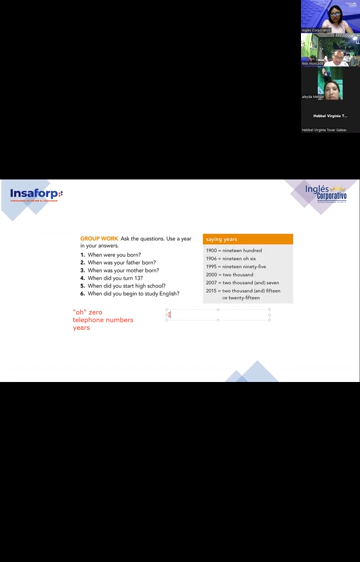 Hebbel Virginia T...
Insaforp
Inglés
Corporativo
GROUP WORK Ask the questions. Use a year
in your answers.
1. When were you born?
2. When was your father born?
3. When was your mother born?
4. When did you turn 13?
5. When did you start high school?
6. When did you begin to study English?
saying years
1900 = nineteen hundred
1906 = nineteen oh six
1995 = nineteen ninety-five
2000 = two thousand
2007 = two thousand (and) seven
2015 = two thousand (and) fifteen
or twenty-fifteen
"oh" zero
telephone numbers
years